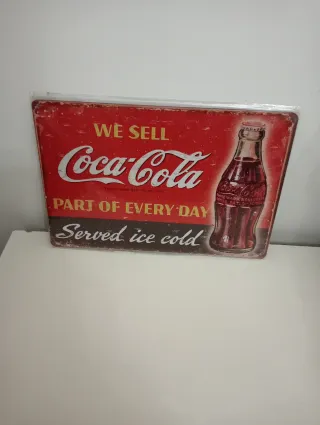 WE SELL
Coca-Cola
PART OF EVERY DAY
Served ice cold